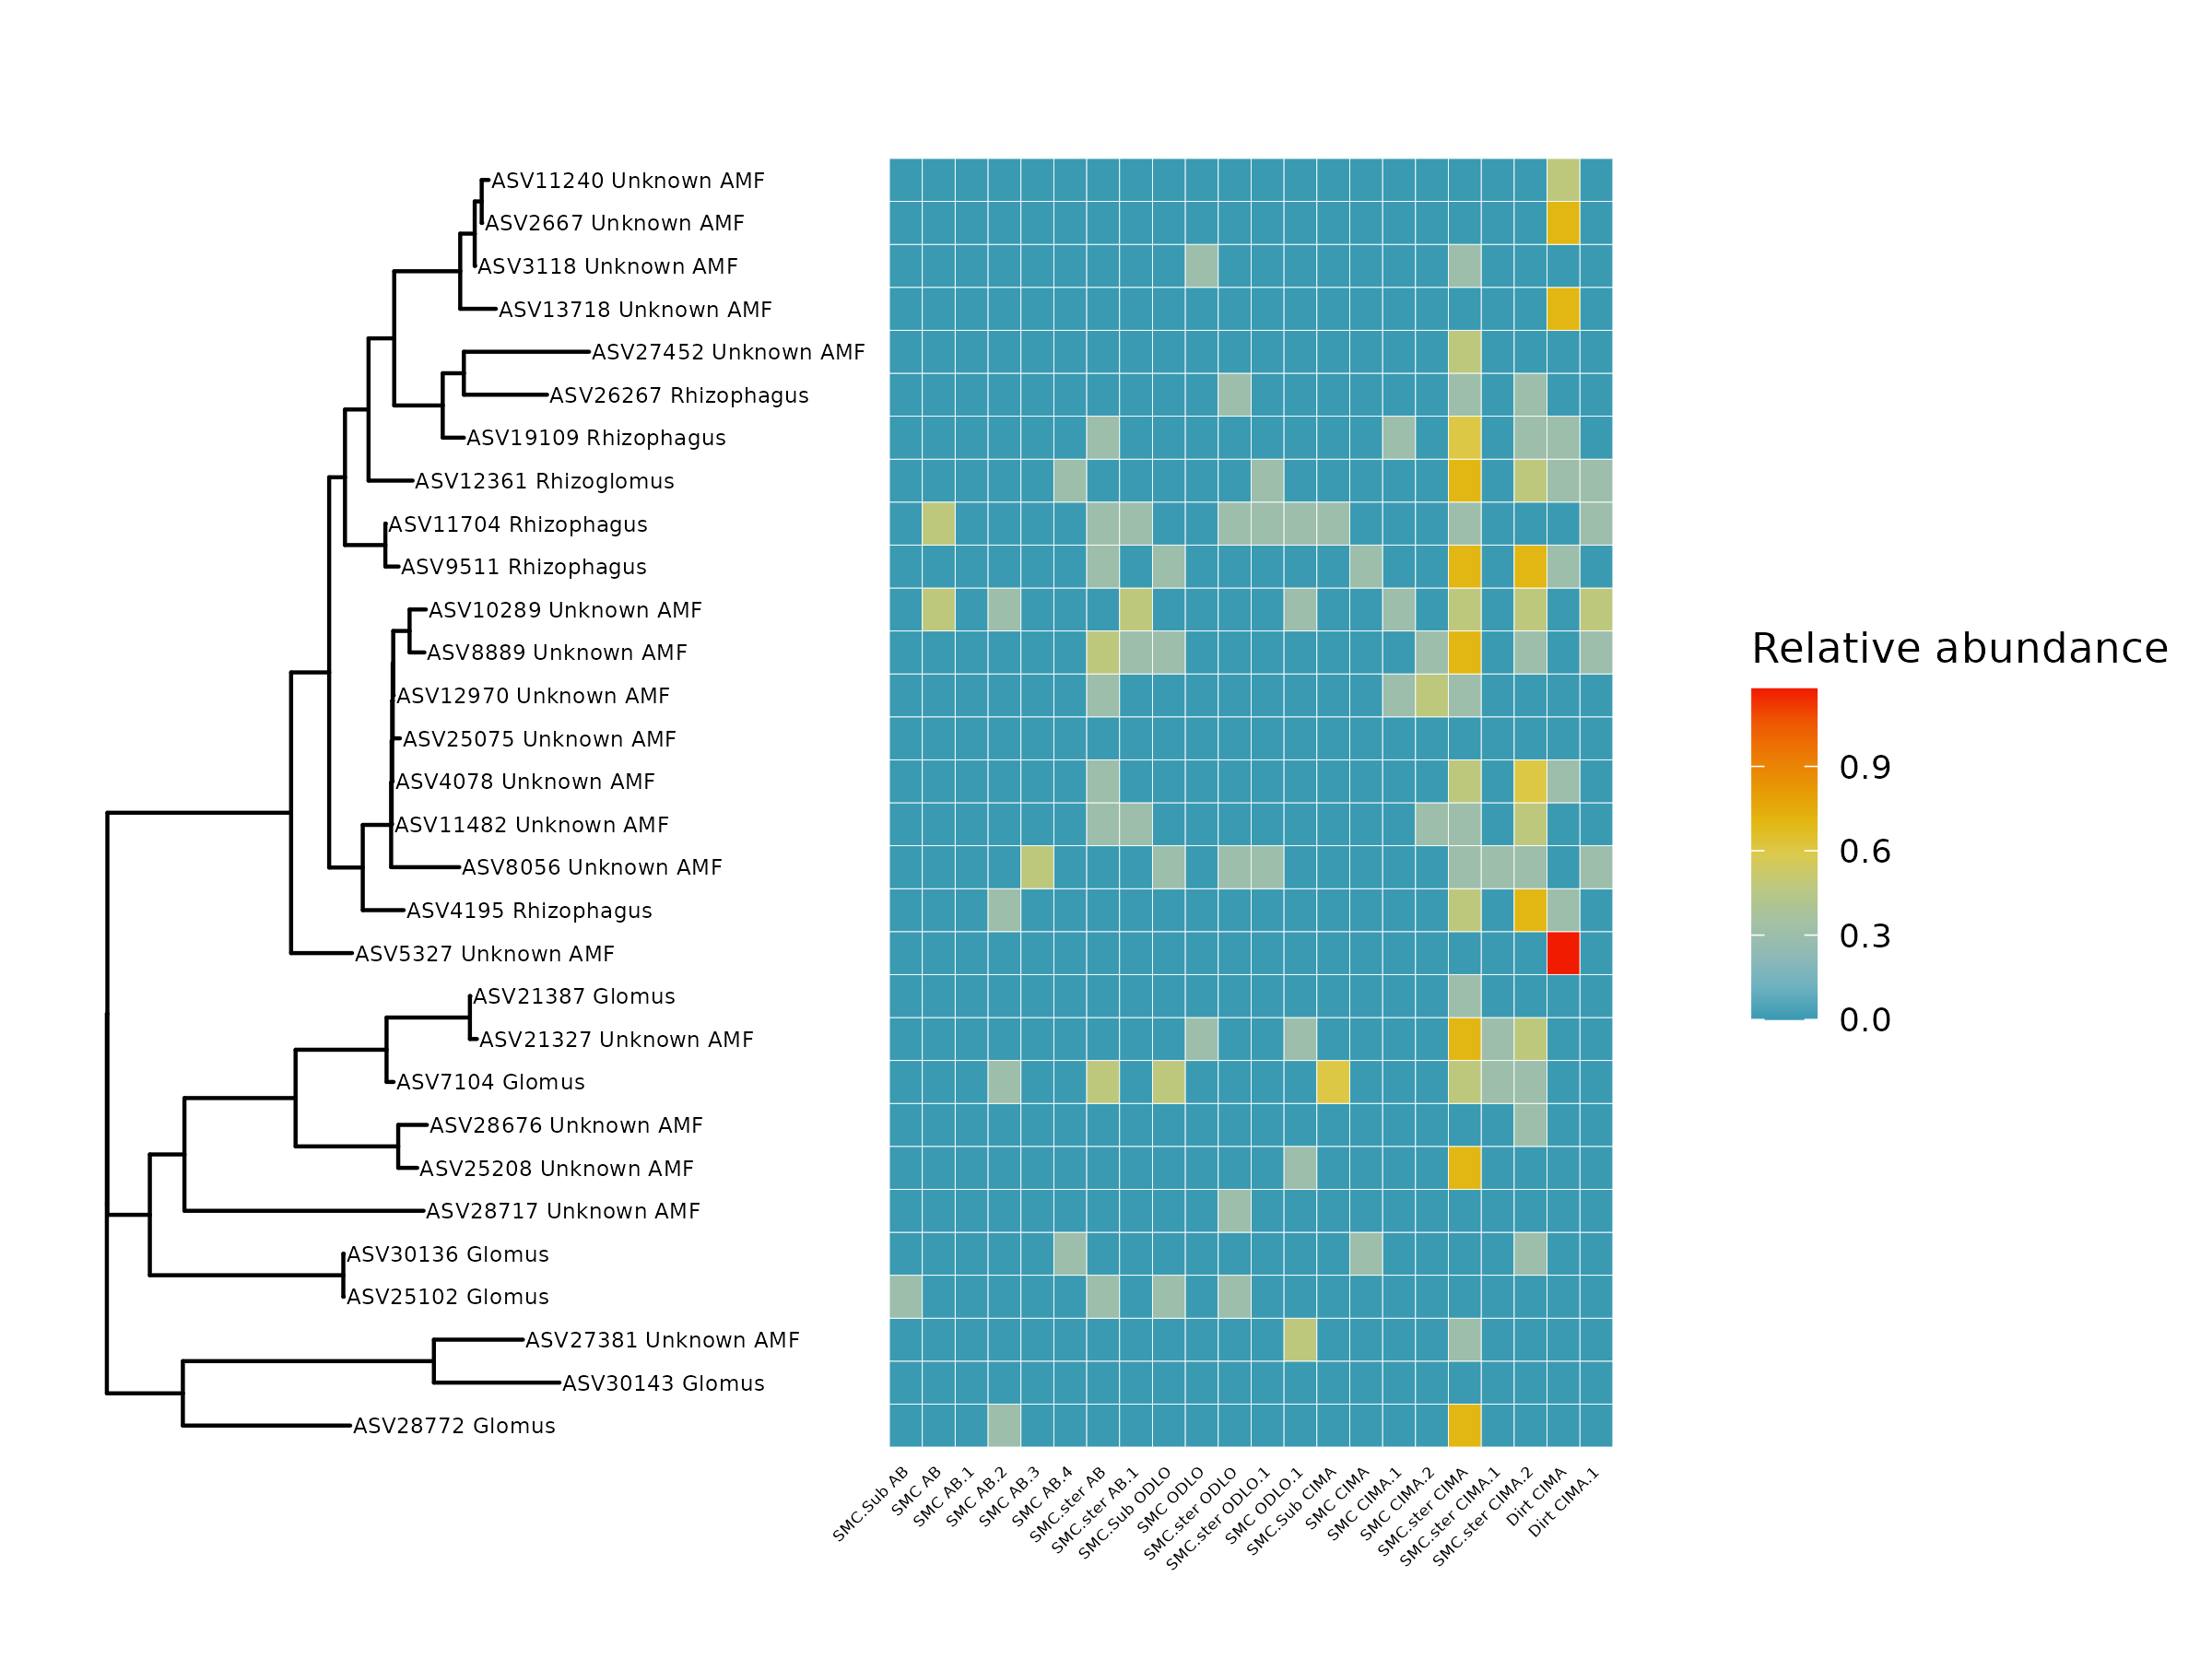 ASV11240 Unknown AMF
ASV2667 Unknown AMF
ASV3118 Unknown AMF
ASV13718 Unknown AMF
ASV27452 Unknown AMF
ASV26267 Rhizophagus
ASV19109 Rhizophagus
ASV12361 Rhizoglomus
ASV11704 Rhizophagus
ASV9511 Rhizophagus
ASV10289 Unknown AMF
ASV8889 Unknown AMF
ASV12970 Unknown AMF
ASV25075 Unknown AMF
ASV4078 Unknown AMF
ASV11482 Unknown AMF
ASV8056 Unknown AMF
ASV4195 Rhizophagus
ASV5327 Unknown AMF
ASV21387 Glomus
ASV21327 Unknown AMF
ASV7104 Glomus
ASV28676 Unknown AMF
ASV25208 Unknown AMF
ASV28717 Unknown AMF
ASV30136 Glomus
ASV25102 Glomus
ASV27381 Unknown AMF
ASV30143 Glomus
ASV28772 Glomus
SMC.Sub AB
SMC AB
SMC AB.1
SMC AB.2
SMC AB.3
SMC AB.4
SMC.ster AB
SMC.ster AB.1
SMC.Sub ODLO
SMC ODLO
SMC.ster ODLO
SMC.ster ODLO.1
SMC ODLO.1
SMC.Sub CIMA
SMC CIMA
SMC CIMA.1
SMC CIMA.2
SMC.ster CIMA
SMC.ster CIMA.1
SMC.ster CIMA.2
Dirt CIMA
Dirt CIMA.1
Relative abundance
0.9
0.6
0.3
0.0